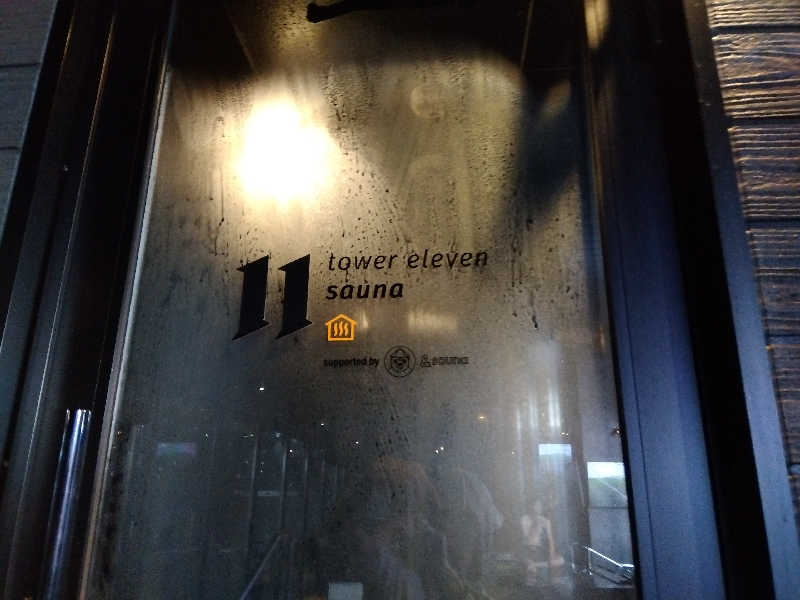 11
tower eleven
sauna
supported by &sauna